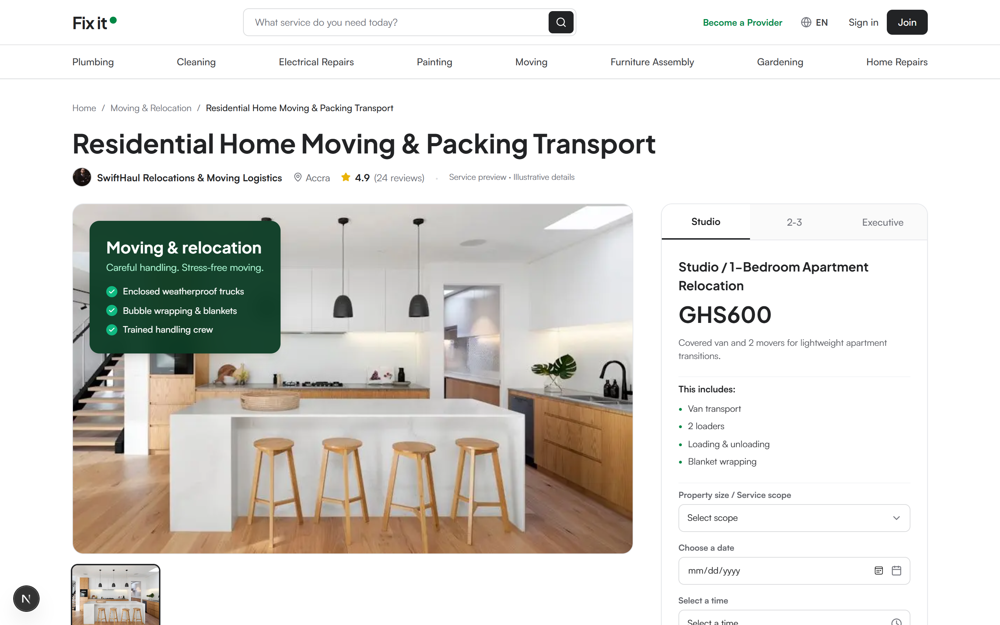 Fix it
What service do you need today?
Become a Provider
EN
Sign in
Join
Plumbing
Cleaning
Electrical Repairs
Painting
Moving
Furniture Assembly
Gardening
Home Repairs
Home / Moving & Relocation / Residential Home Moving & Packing Transport
Residential Home Moving & Packing Transport
SwiftHaul Relocations & Moving Logistics
Accra
4.9 (24 reviews)
Service preview • Illustrative details
Moving & relocation
Careful handling. Stress-free moving.
Enclosed weatherproof trucks
Bubble wrapping & blankets
Trained handling crew
Studio
2-3
Executive
Studio / 1-Bedroom Apartment
Relocation
GHS600
Covered van and 2 movers for lightweight apartment
transitions.
This includes:
Van transport
2 loaders
Loading & unloading
Blanket wrapping
Property size / Service scope
Select scope
Choose a date
mm/dd/yyyy
Select a time
Select a time
N